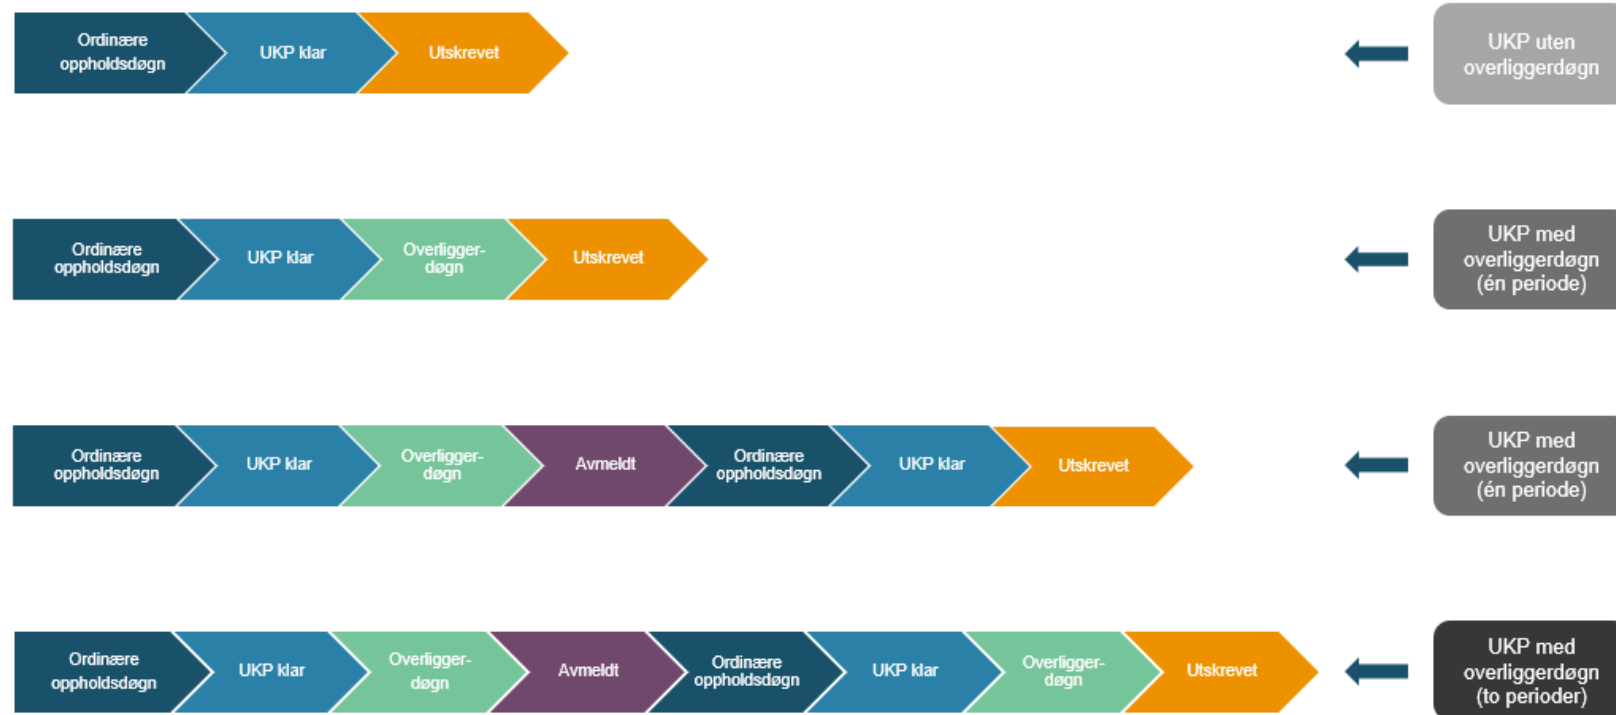 Ordinære
oppholdsdøgn
UKP klar
Utskrevet
UKP uten
overliggerdøgn
Ordinære
oppholdsdøgn
UKP klar
Overligger-
døgn
Utskrevet
UKP med
overliggerdøgn
(én periode)
Ordinære
oppholdsdøgn
UKP klar
Overligger-
døgn
Avmeldt
Ordinære
oppholdsdøgn
UKP klar
Utskrevet
UKP med
overliggerdøgn
(én periode)
Ordinære
oppholdsdøgn
UKP klar
Overligger-
døgn
Avmeldt
Ordinære
oppholdsdøgn
UKP klar
Overligger-
døgn
Utskrevet
UKP med
overliggerdøgn
(to perioder)